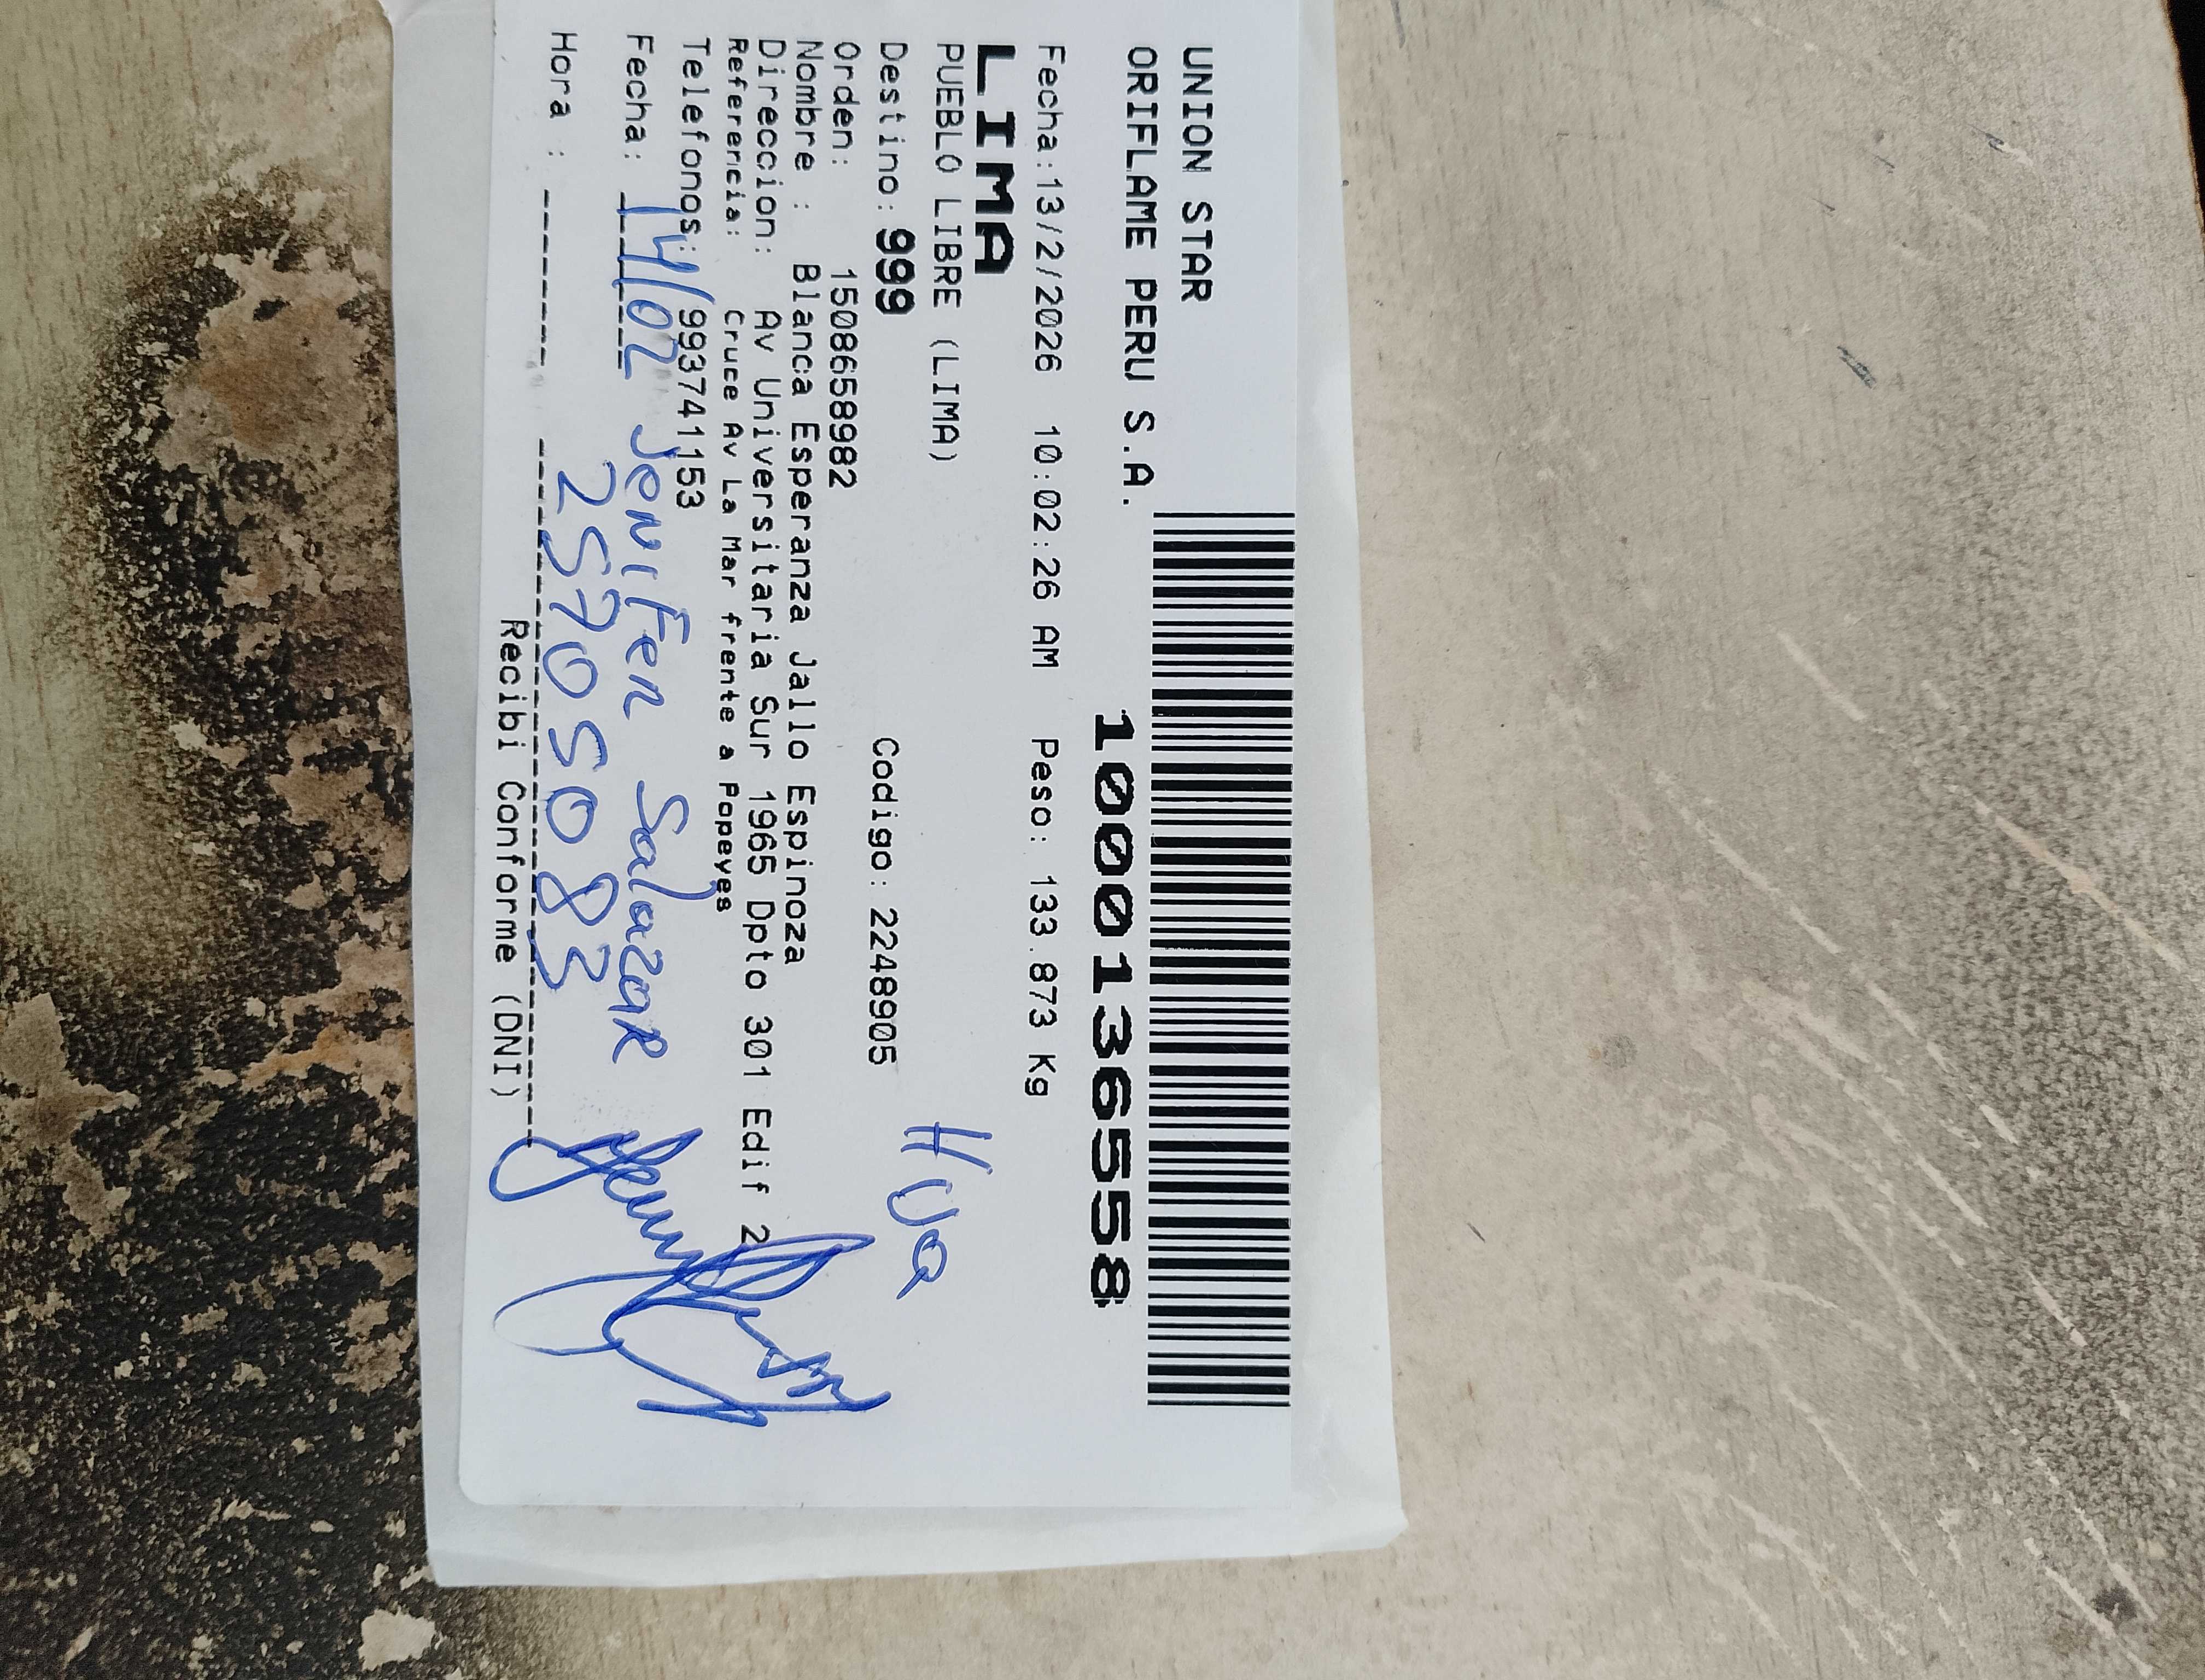 UNION STAR
ORIFLAME PERU S.A.
10001365558
Fecha:13/2/2026 10:02:26 AM Peso: 133.873 Kg
LIMA
PUEBLO LIBRE (LIMA)
Destino: 999 Codigo: 2248905
HIJA
Orden: 1508658982
Nombre : Blanca Esperanza Jallo Espinoza
Direccion: Av Universitaria Sur 1965 Dpto 301 Edif 2
Referencia: Cruce Av La Mar frente a Popeyes
Telefonos: 993741153
Fecha: 14/02 Jenifer Salazar
Hora : 25705083
Recibi Conforme (DNI)